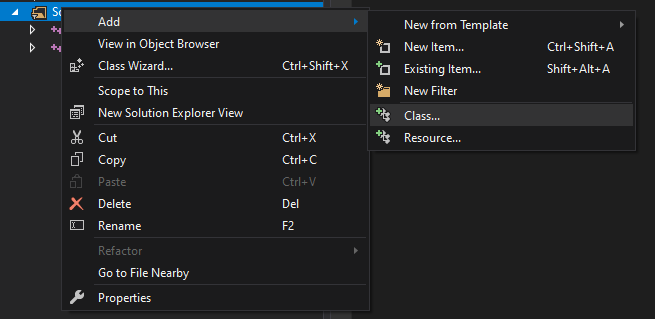 Add
View in Object Browser
Class Wizard... Ctrl+Shift+X
Scope to This
New Solution Explorer View
Cut Ctrl+X
Copy Ctrl+C
Paste Ctrl+V
Delete Del
Rename F2
Refactor
Go to File Nearby
Properties
New from Template
New Item... Ctrl+Shift+A
Existing Item... Shift+Alt+A
New Filter
Class...
Resource...